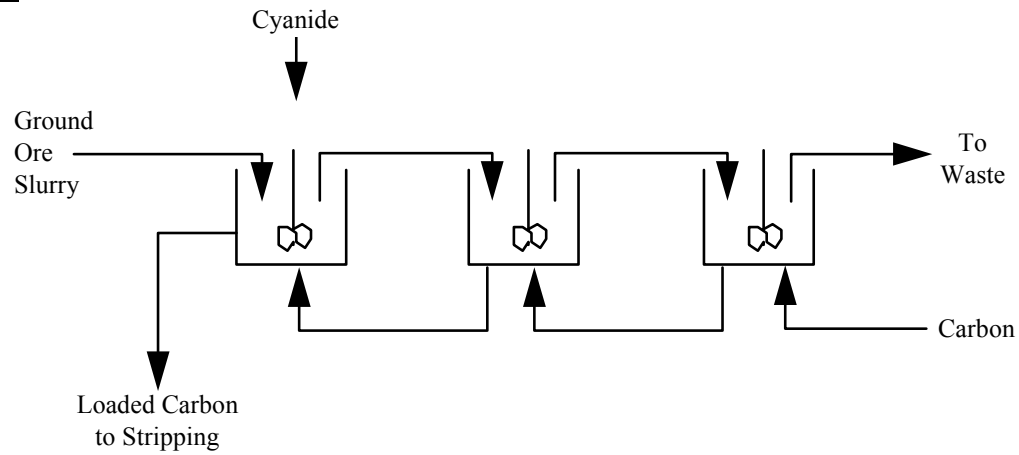 Cyanide
Ground
Ore
Slurry
To
Waste
Carbon
Loaded Carbon
to Stripping